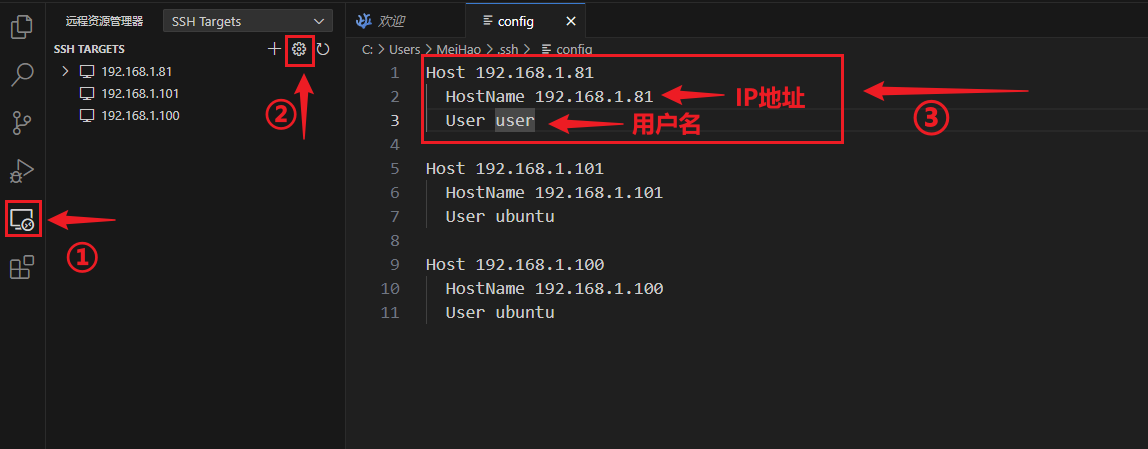 远程资源管理器 SSH Targets
SSH TARGETS
192.168.1.81
192.168.1.101
192.168.1.100
②
①
欢迎 config
C: > Users > MeiHao > .ssh > config
1 Host 192.168.1.81
2 HostName 192.168.1.81 IP地址
3 User user 用户名
③
4
5 Host 192.168.1.101
6 HostName 192.168.1.101
7 User ubuntu
8
9 Host 192.168.1.100
10 HostName 192.168.1.100
11 User ubuntu